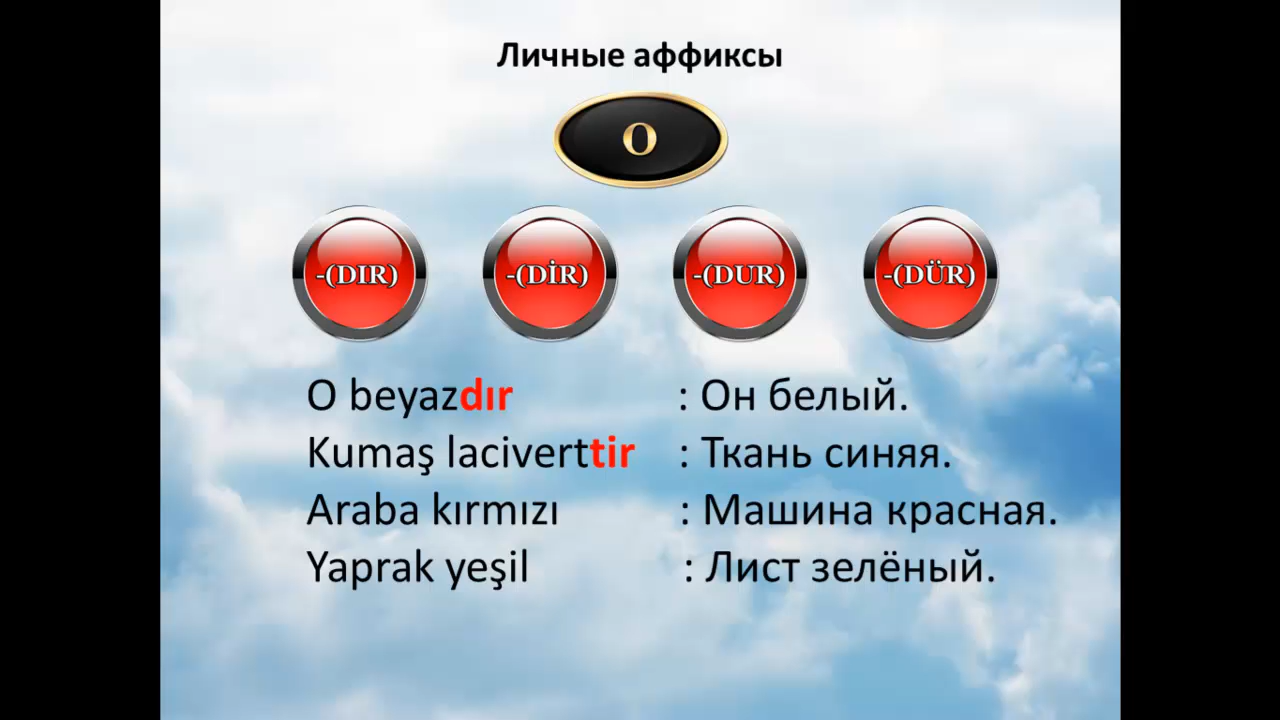 Личные аффиксы
O
-(DIR) -(DİR) -(DUR) -(DÜR)
O beyazdır : Он белый.
Kumaş laciverttir : Ткань синяя.
Araba kırmızı : Машина красная.
Yaprak yeşil : Лист зелёный.